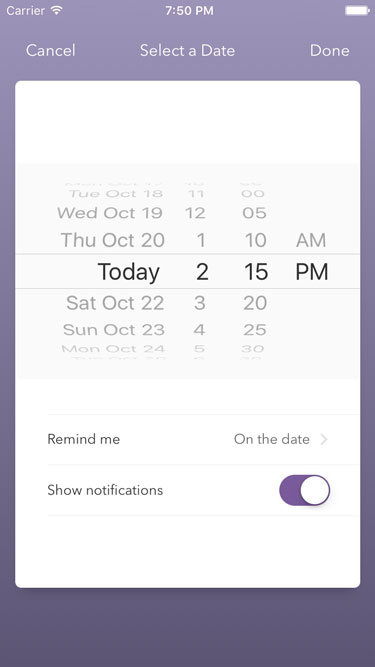 Carrier 7:50 PM
Cancel Select a Date Done
Tue Oct 18 11 00
Wed Oct 19 12 05
Thu Oct 20 1 10 AM
Today 2 15 PM
Sat Oct 22 3 20
Sun Oct 23 4 25
Mon Oct 24 5 30
Remind me On the date
Show notifications